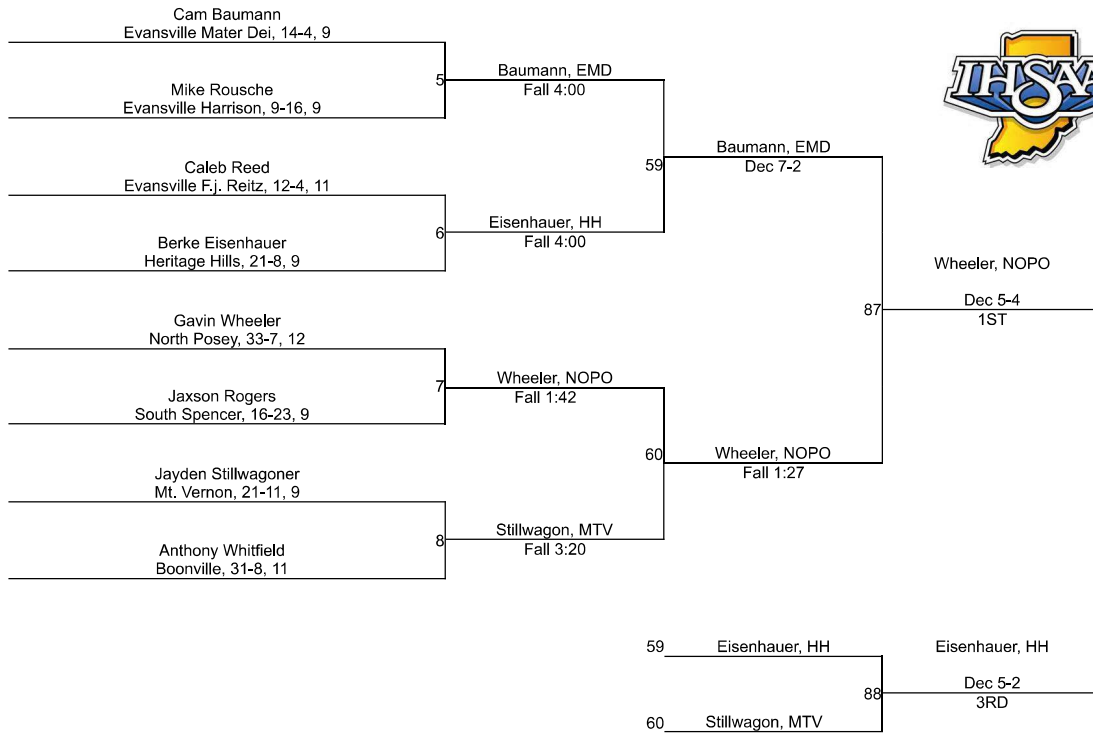 Cam Baumann
Evansville Mater Dei, 14-4, 9
Mike Rousche
Evansville Harrison, 9-16, 9
5
Baumann, EMD
Fall 4:00
Caleb Reed
Evansville F.j. Reitz, 12-4, 11
Berke Eisenhauer
Heritage Hills, 21-8, 9
6
Eisenhauer, HH
Fall 4:00
59
Baumann, EMD
Dec 7-2
Gavin Wheeler
North Posey, 33-7, 12
Jaxson Rogers
South Spencer, 16-23, 9
7
Wheeler, NOPO
Fall 1:42
Jayden Stillwagoner
Mt. Vernon, 21-11, 9
Anthony Whitfield
Boonville, 31-8, 11
8
Stillwagon, MTV
Fall 3:20
60
Wheeler, NOPO
Fall 1:27
87
Wheeler, NOPO
Dec 5-4
1ST
IHSAA
59
Eisenhauer, HH
60
Stillwagon, MTV
88
Eisenhauer, HH
Dec 5-2
3RD